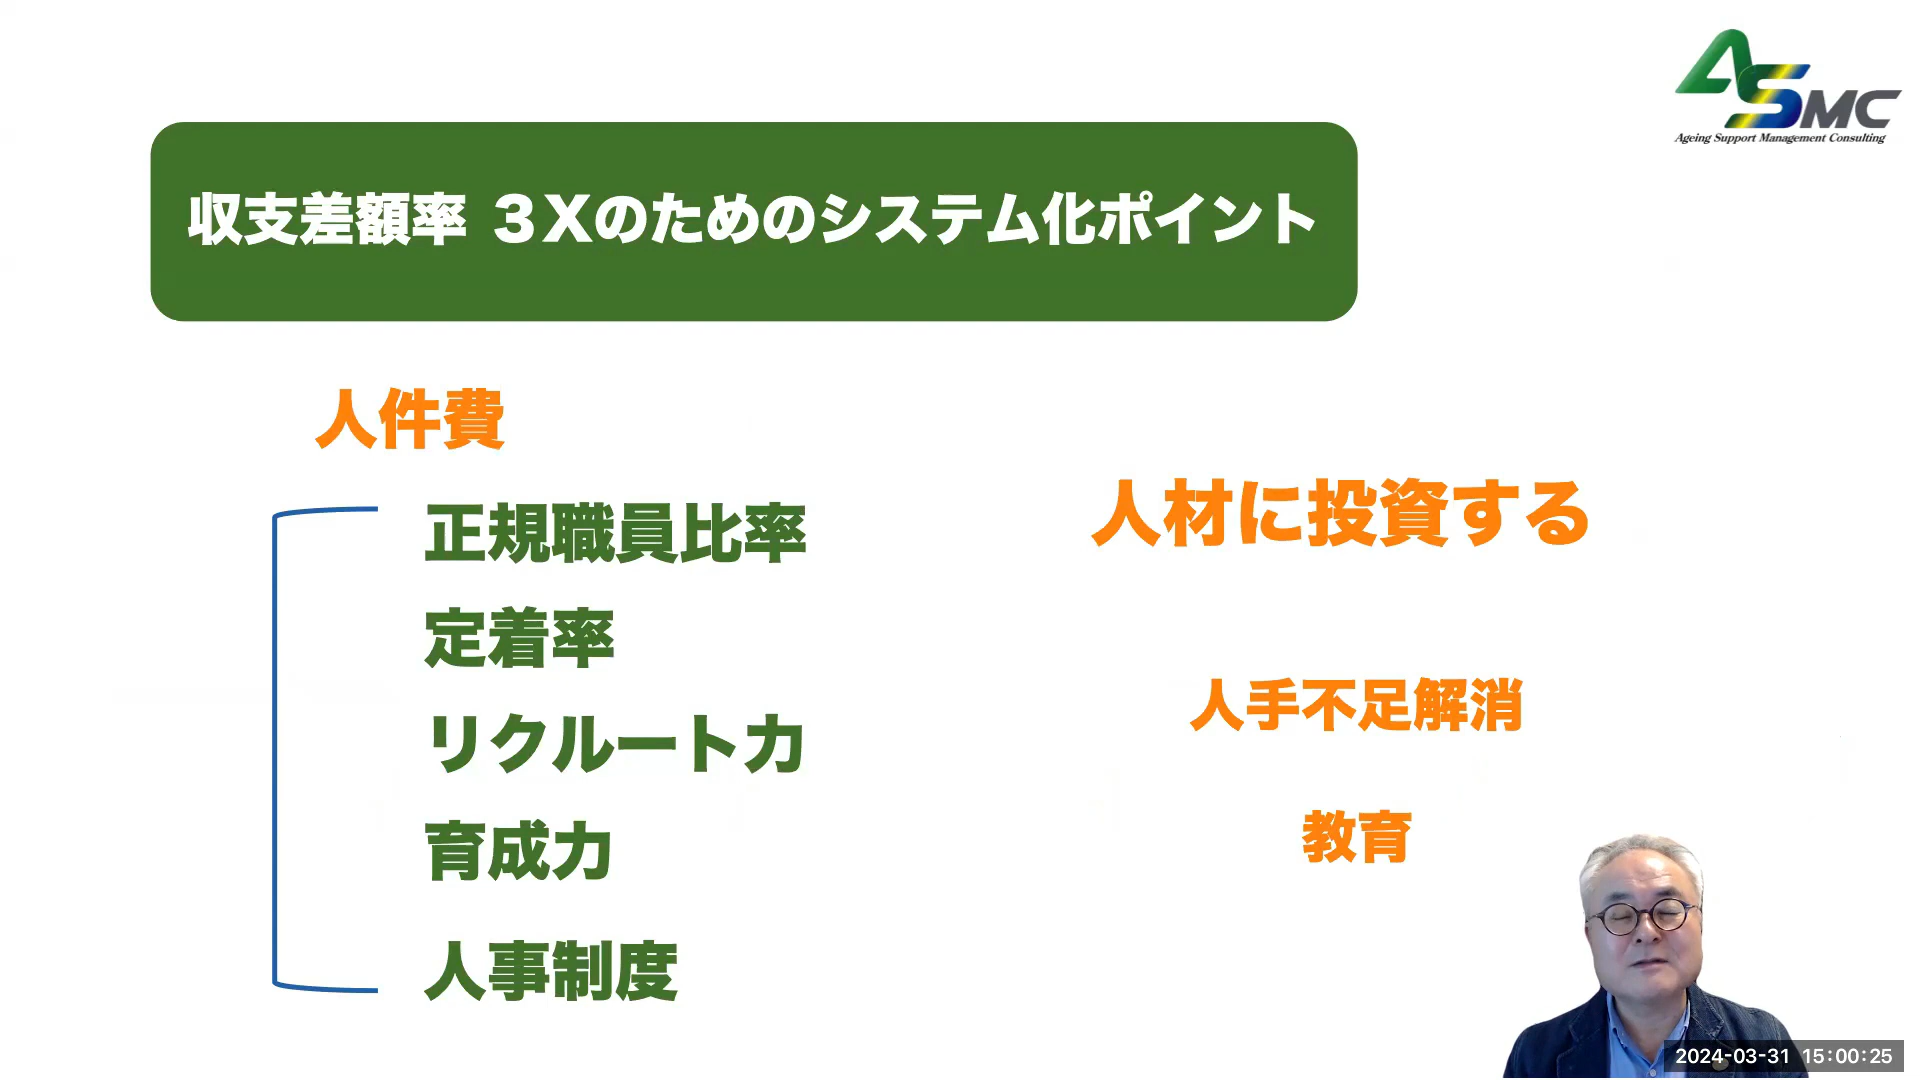 ASMC
Ageing Support Management Consulting
収支差額率 ３Xのためのシステム化ポイント
人件費
正規職員比率
定着率
リクルート力
育成力
人事制度
人材に投資する
人手不足解消
教育
2024-03-31 15:00:25